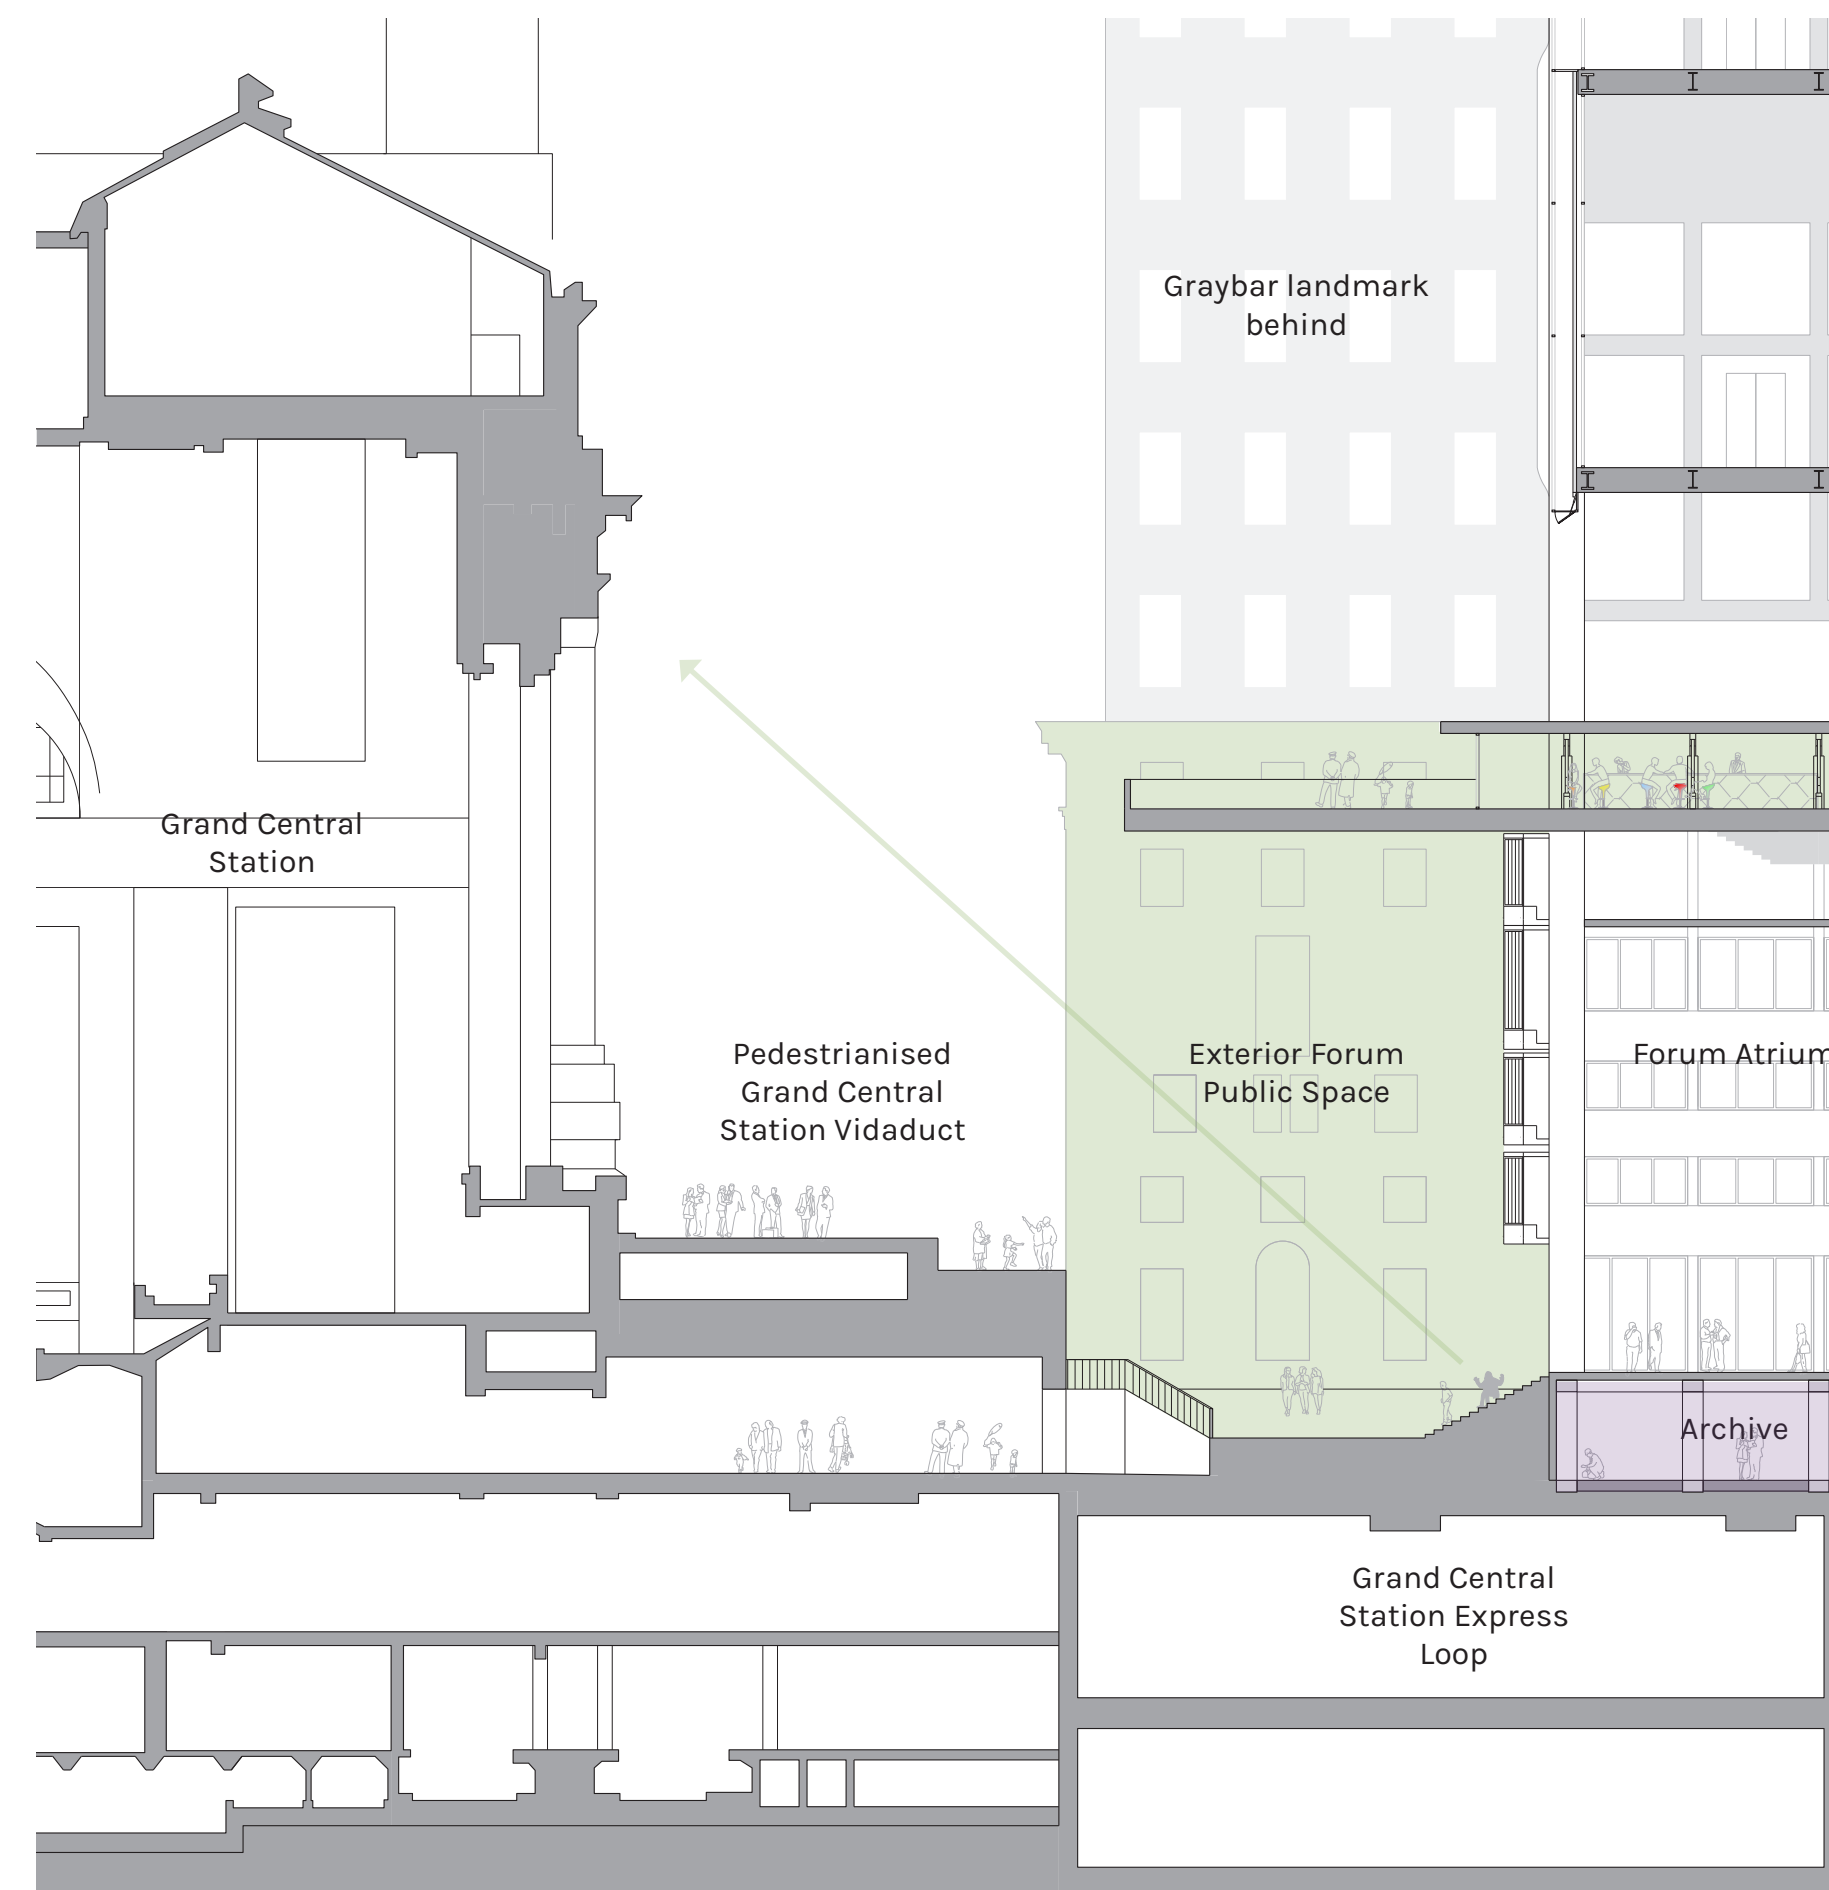 Graybar landmark
behind
Grand Central
Station
Pedestrianised
Grand Central
Station Vidaduct
Exterior Forum
Public Space
Forum Atrium
Archive
Grand Central
Station Express
Loop